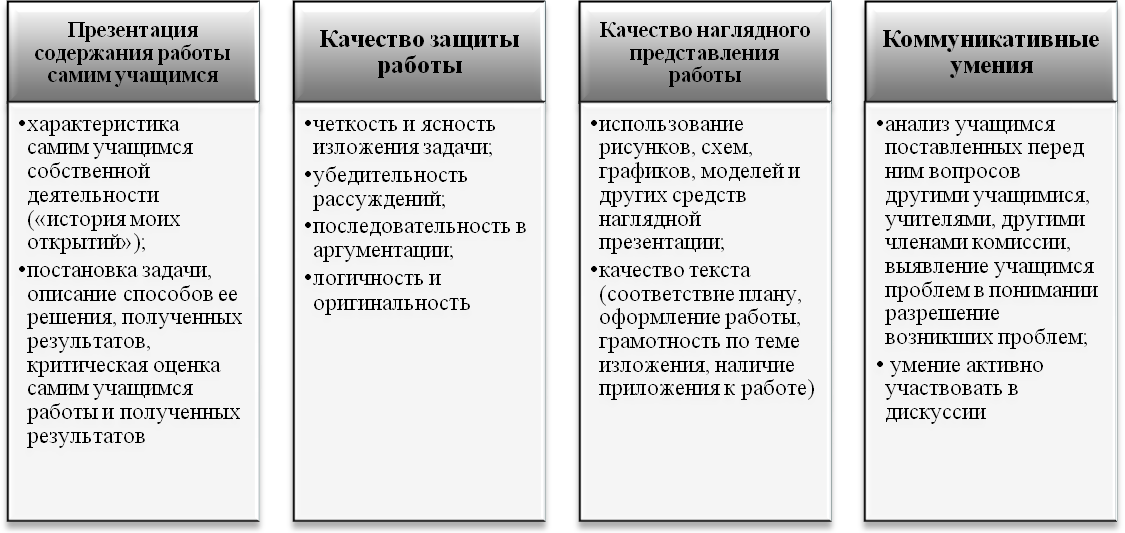 Презентация
содержания работы
самим учащимся
•характеристика
самим учащимся
собственной
деятельности
(«история моих
открытий»);
•постановка задачи,
описание способов ее
решения, полученных
результатов,
критическая оценка
самим учащимся
работы и полученных
результатов
Качество защиты
работы
•четкость и ясность
изложения задачи;
•убедительность
рассуждений;
•последовательность в
аргументации;
•логичность и
оригинальность
Качество наглядного
представления
работы
•использование
рисунков, схем,
графиков, моделей и
других средств
наглядной
презентации;
•качество текста
(соответствие плану,
оформление работы,
грамотность по теме
изложения, наличие
приложения к работе)
Коммуникативные
умения
•анализ учащимся
поставленных перед
ним вопросов
другими учащимися,
учителями, другими
членами комиссии,
выявление учащимся
проблем в понимании
разрешение
возникших проблем;
• умение активно
участвовать в
дискуссии